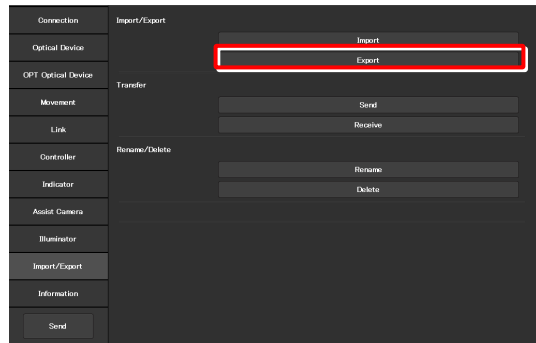 Connection
Optical Device
OPT Optical Device
Movement
Link
Controller
Indicator
Assist Camera
Illuminator
Import/Export
Information
Send
Import/Export
Import
Export
Transfer
Send
Receive
Rename/Delete
Rename
Delete